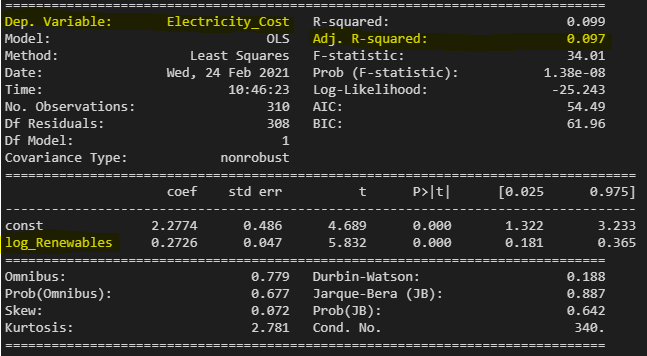 ==============================================================================
Dep. Variable: Electricity_Cost R-squared: 0.099
Model: OLS Adj. R-squared: 0.097
Method: Least Squares F-statistic: 34.01
Date: Wed, 24 Feb 2021 Prob (F-statistic): 1.38e-08
Time: 10:46:23 Log-Likelihood: -25.243
No. Observations: 310 AIC: 54.49
Df Residuals: 308 BIC: 61.96
Df Model: 1
Covariance Type: nonrobust
==================================================================================
coef std err t P>|t| [0.025 0.975]
----------------------------------------------------------------------------------
const 2.2774 0.486 4.689 0.000 1.322 3.233
log_Renewables 0.2726 0.047 5.832 0.000 0.181 0.365
==============================================================================
Omnibus: 0.779 Durbin-Watson: 0.188
Prob(Omnibus): 0.677 Jarque-Bera (JB): 0.887
Skew: 0.072 Prob(JB): 0.642
Kurtosis: 2.781 Cond. No. 340.
==============================================================================